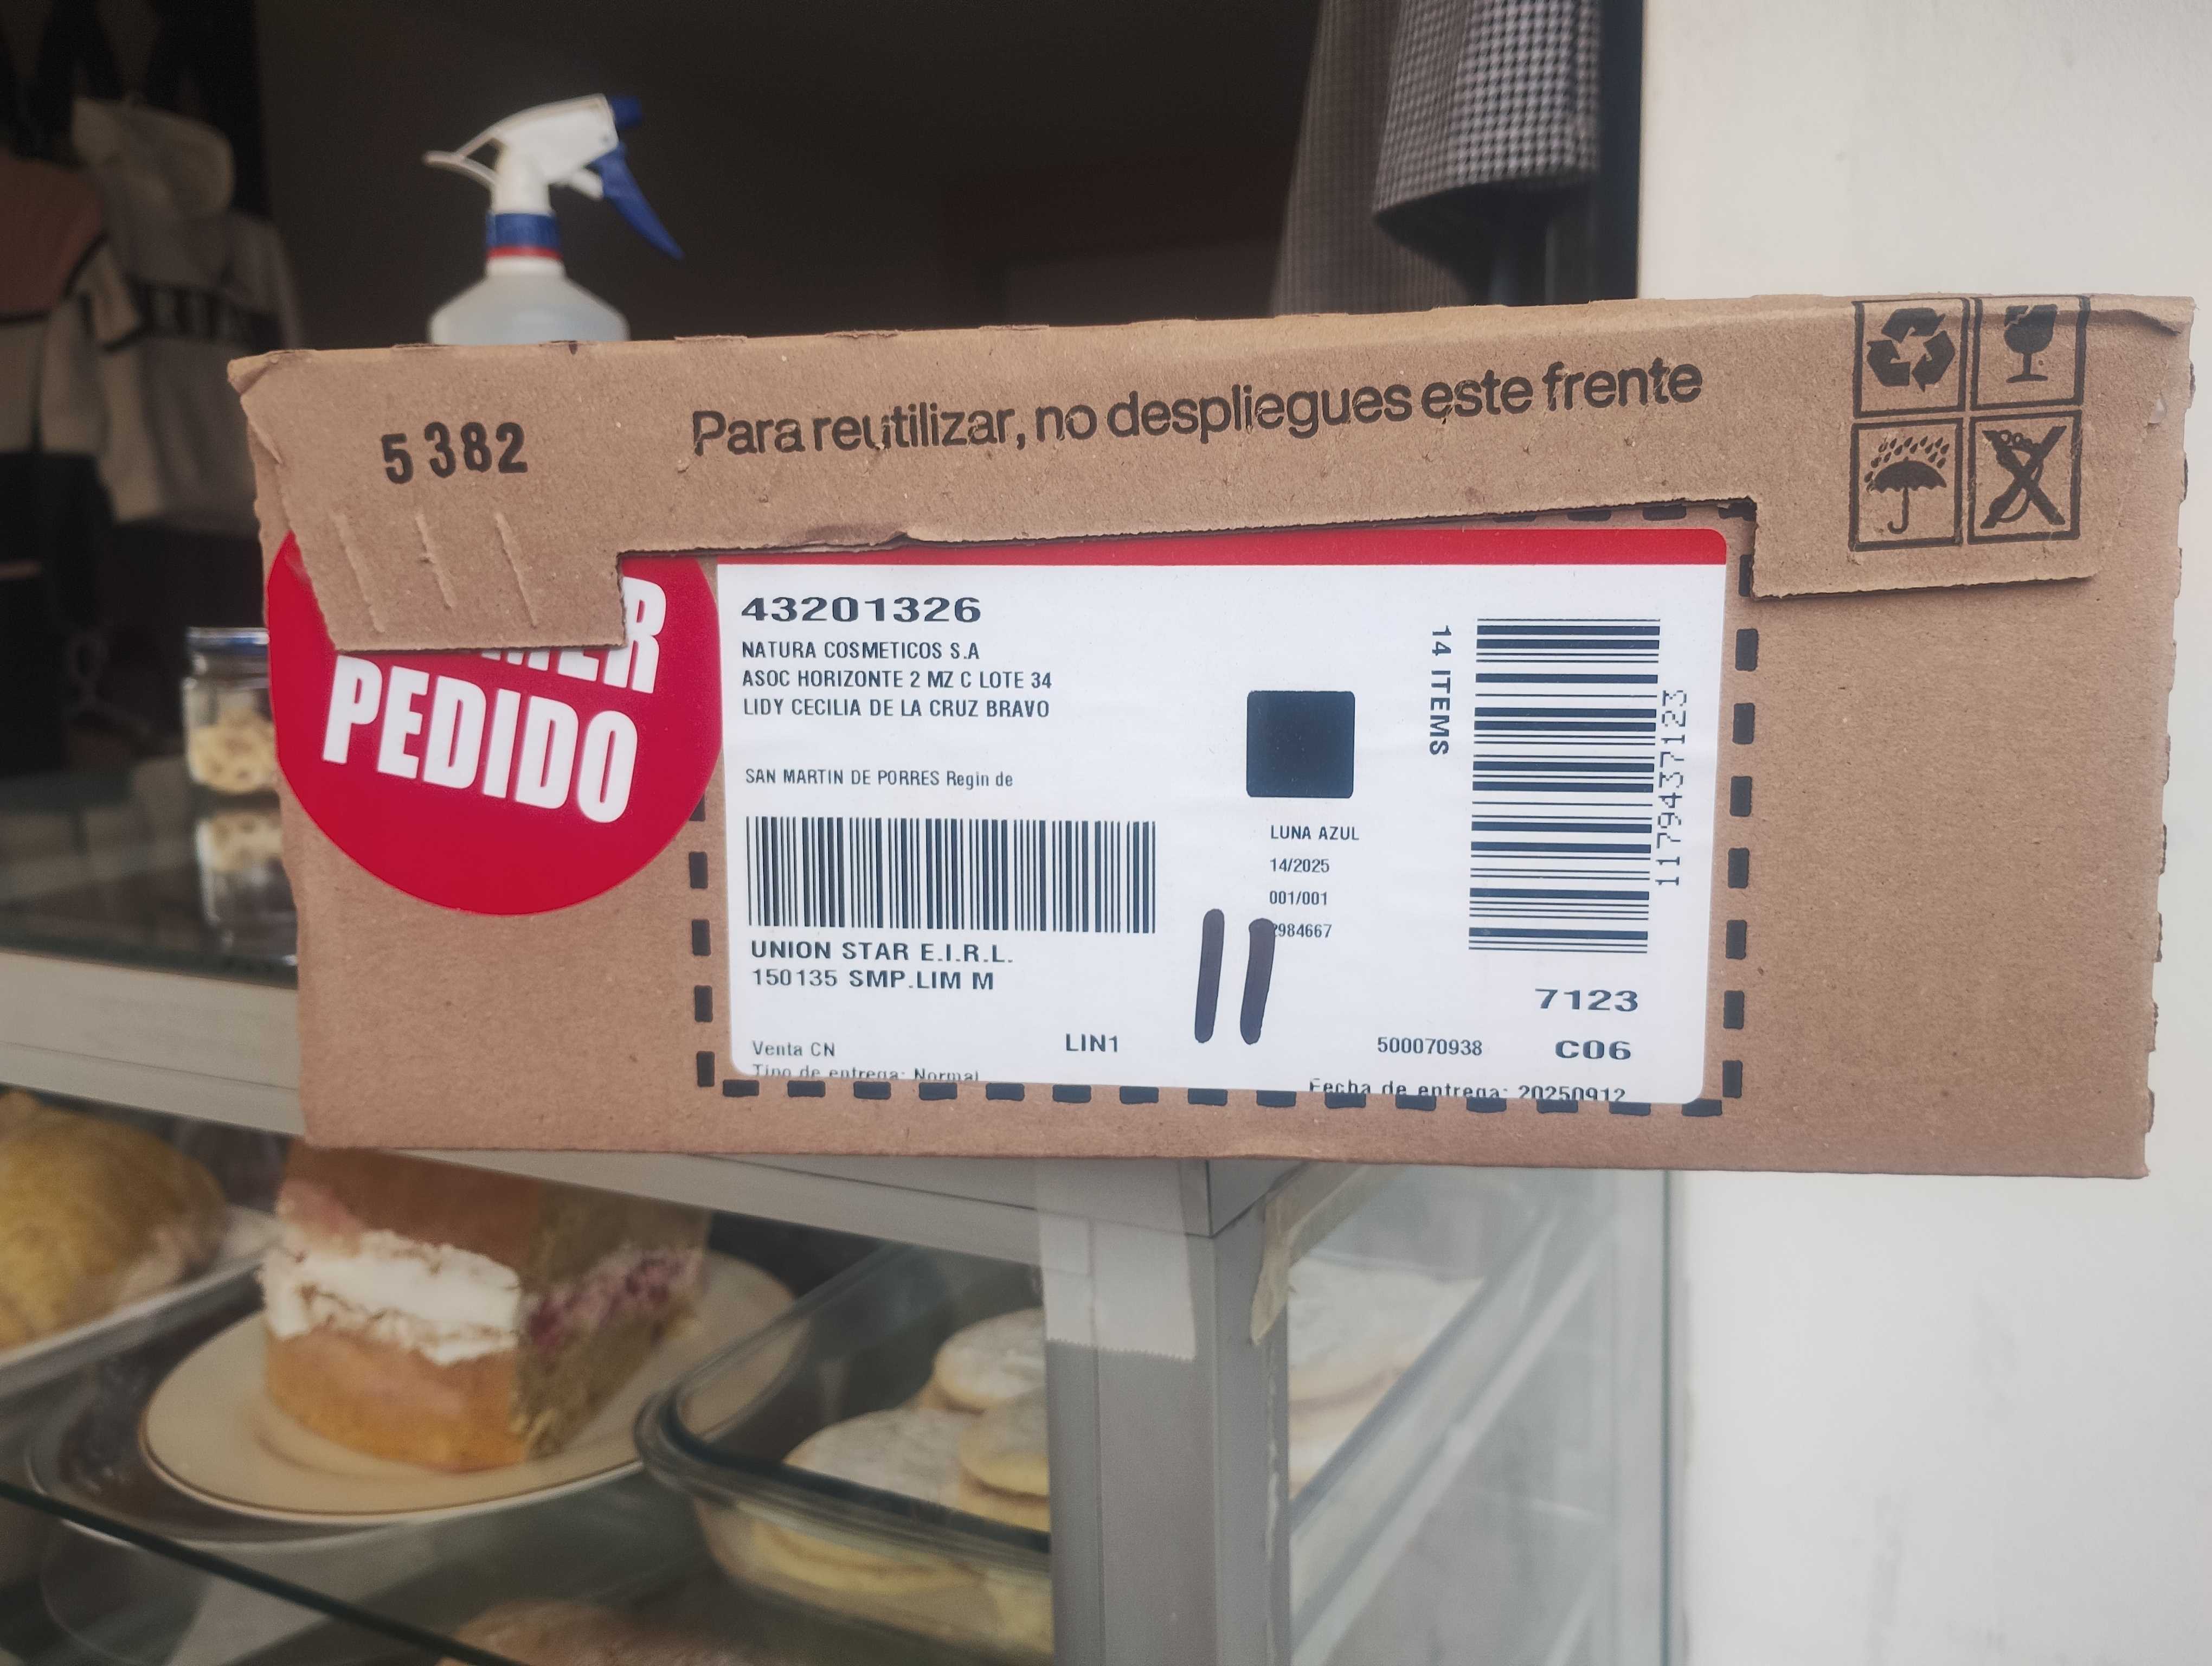 5 382
Para reutilizar, no despliegues este frente
PEDIDO
43201326
NATURA COSMETICOS S.A
ASOC HORIZONTE 2 MZ C LOTE 34
LIDY CECILIA DE LA CRUZ BRAVO
SAN MARTIN DE PORRES Regin de
UNION STAR E.I.R.L.
150135 SMP.LIM M
Venta CN
LIN1
Tipo de entrega: Normal
LUNA AZUL
14/2025
001/001
984667
11
14 ITEMS
1179437123
7123
500070938
C06
Fecha de entrega: 20250912